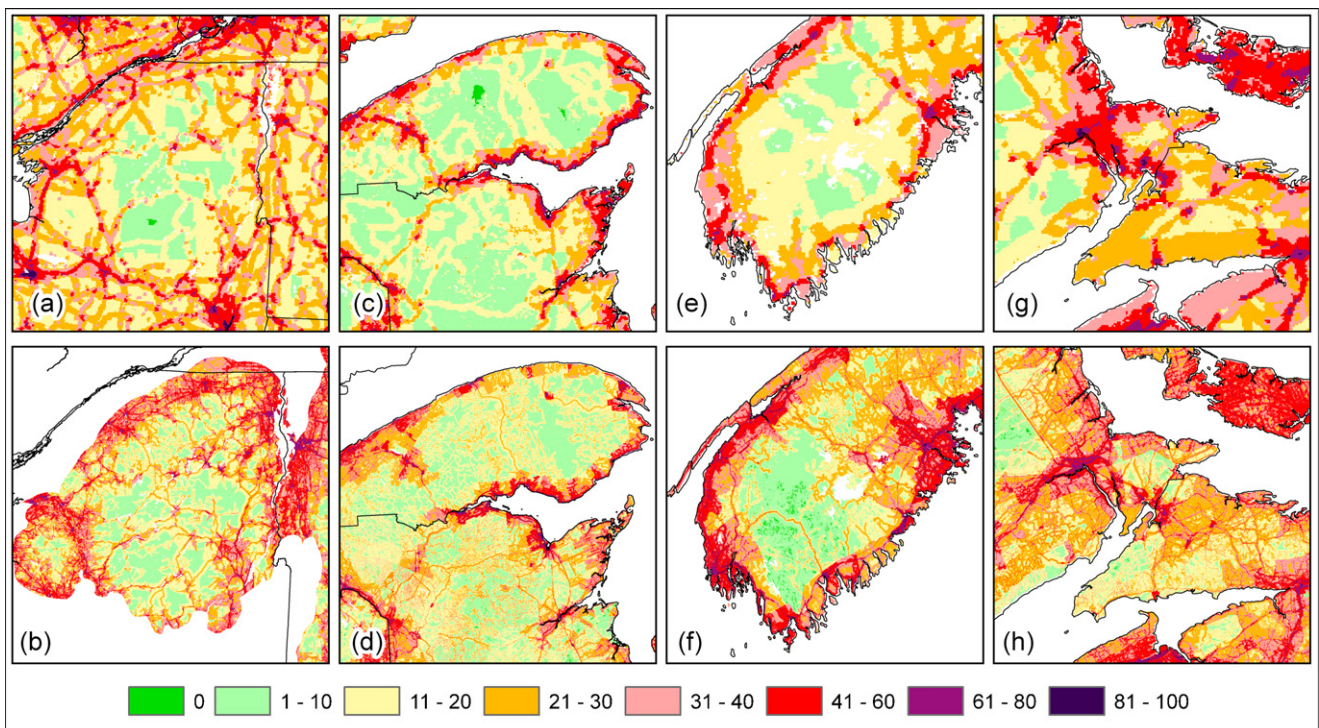 (a) (c) (e) (g)
(b) (d) (f) (h)
0 1 - 10 11 - 20 21 - 30 31 - 40 41 - 60 61 - 80 81 - 100